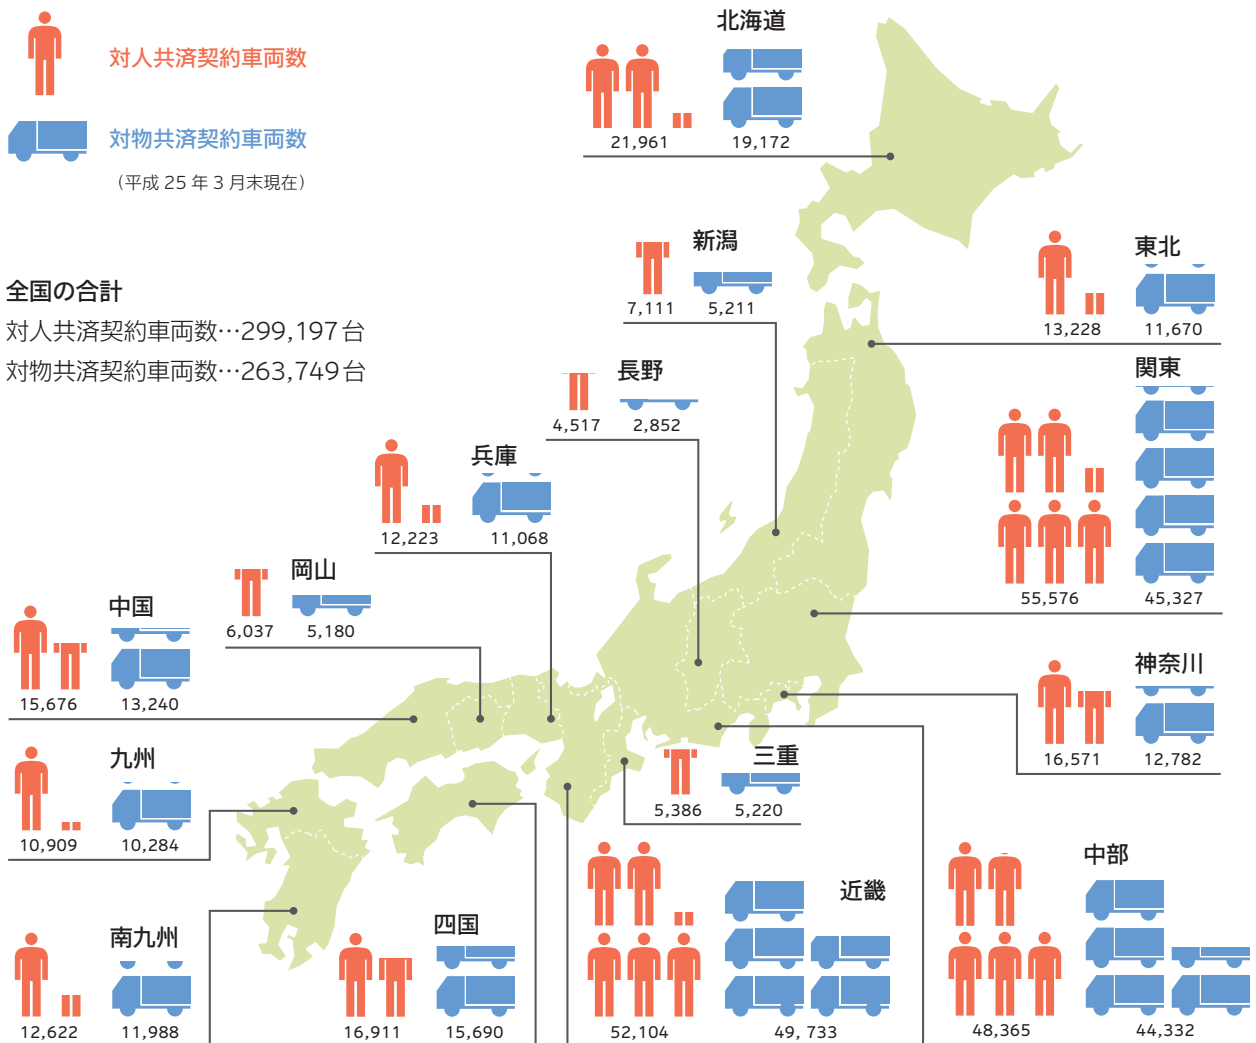 対人共済契約車両数
対物共済契約車両数
（平成 25 年 3 月末現在）
全国の合計
対人共済契約車両数…299,197台
対物共済契約車両数…263,749台
北海道
21,961 19,172
新潟
7,111 5,211
東北
13,228 11,670
長野
4,517 2,852
関東
55,576 45,327
兵庫
12,223 11,068
岡山
6,037 5,180
中国
15,676 13,240
神奈川
16,571 12,782
九州
10,909 10,284
三重
5,386 5,220
南九州
12,622 11,988
四国
16,911 15,690
近畿
52,104 49,733
中部
48,365 44,332